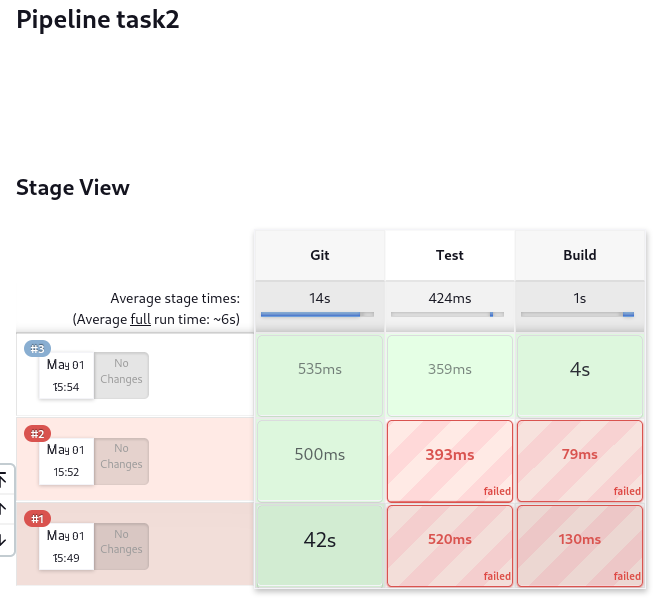 Pipeline task2
Stage View
Git Test Build
Average stage times: 14s 424ms 1s
(Average full run time: ~6s)
#3
May 01 No
15:54 Changes
535ms 359ms 4s
#2
May 01 No
15:52 Changes
500ms 393ms 79ms
failed failed
#1
May 01 No
15:49 Changes
42s 520ms 130ms
failed failed